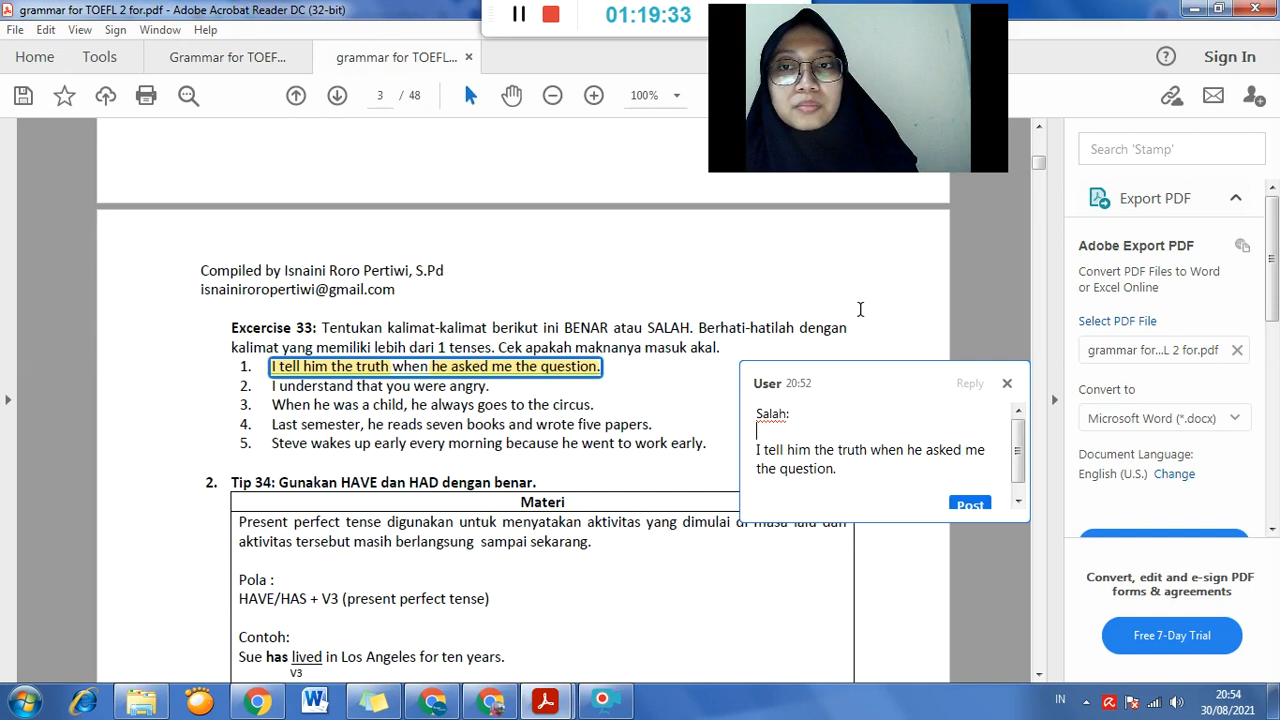 grammar for TOEFL 2 for.pdf - Adobe Acrobat Reader DC (32-bit)
01:19:33
File Edit View Sign Window Help
Home Tools Grammar for TOEF... grammar for TOEFL... × Sign In
3 / 48 100%
Search 'Stamp'
Export PDF
Adobe Export PDF
Convert PDF Files to Word
or Excel Online
Select PDF File
grammar for...L 2 for.pdf
Convert to
Microsoft Word (*.docx)
Document Language:
English (U.S.) Change
Convert, edit and e-sign PDF
forms & agreements
Free 7-Day Trial
Compiled by Isnaini Roro Pertiwi, S.Pd
isnainiroropertiwi@gmail.com
Excercise 33: Tentukan kalimat-kalimat berikut ini BENAR atau SALAH. Berhati-hatilah dengan
kalimat yang memiliki lebih dari 1 tenses. Cek apakah maknanya masuk akal.
1. I tell him the truth when he asked me the question.
2. I understand that you were angry.
3. When he was a child, he always goes to the circus.
4. Last semester, he reads seven books and wrote five papers.
5. Steve wakes up early every morning because he went to work early.
User 20:52 Reply
Salah:
I tell him the truth when he asked me
the question.
Post
2. Tip 34: Gunakan HAVE dan HAD dengan benar.
Materi
Present perfect tense digunakan untuk menyatakan aktivitas yang dimulai di masa lalu dan
aktivitas tersebut masih berlangsung sampai sekarang.
Pola :
HAVE/HAS + V3 (present perfect tense)
Contoh:
Sue has lived in Los Angeles for ten years.
V3
IN
20:54
30/08/2021